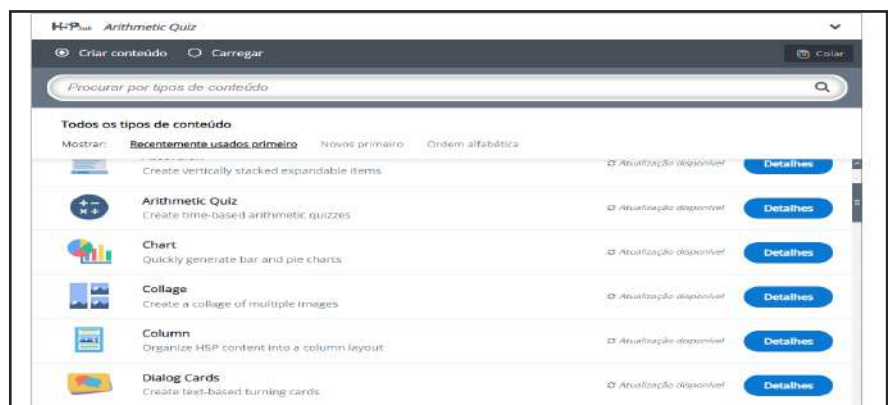 H5P Hub Arithmetic Quiz
Criar conteúdo Carregar Colar
Procurar por tipos de conteúdo
Todos os tipos de conteúdo
Mostrar: Recentemente usados primeiro Novos primeiro Ordem alfabética
Create vertically stacked expandable items Atualização disponível Detalhes
Arithmetic Quiz
Create time-based arithmetic quizzes Atualização disponível Detalhes
Chart
Quickly generate bar and pie charts Atualização disponível Detalhes
Collage
Create a collage of multiple images Atualização disponível Detalhes
Column
Organize H5P content into a column layout Atualização disponível Detalhes
Dialog Cards
Create text-based turning cards Atualização disponível Detalhes